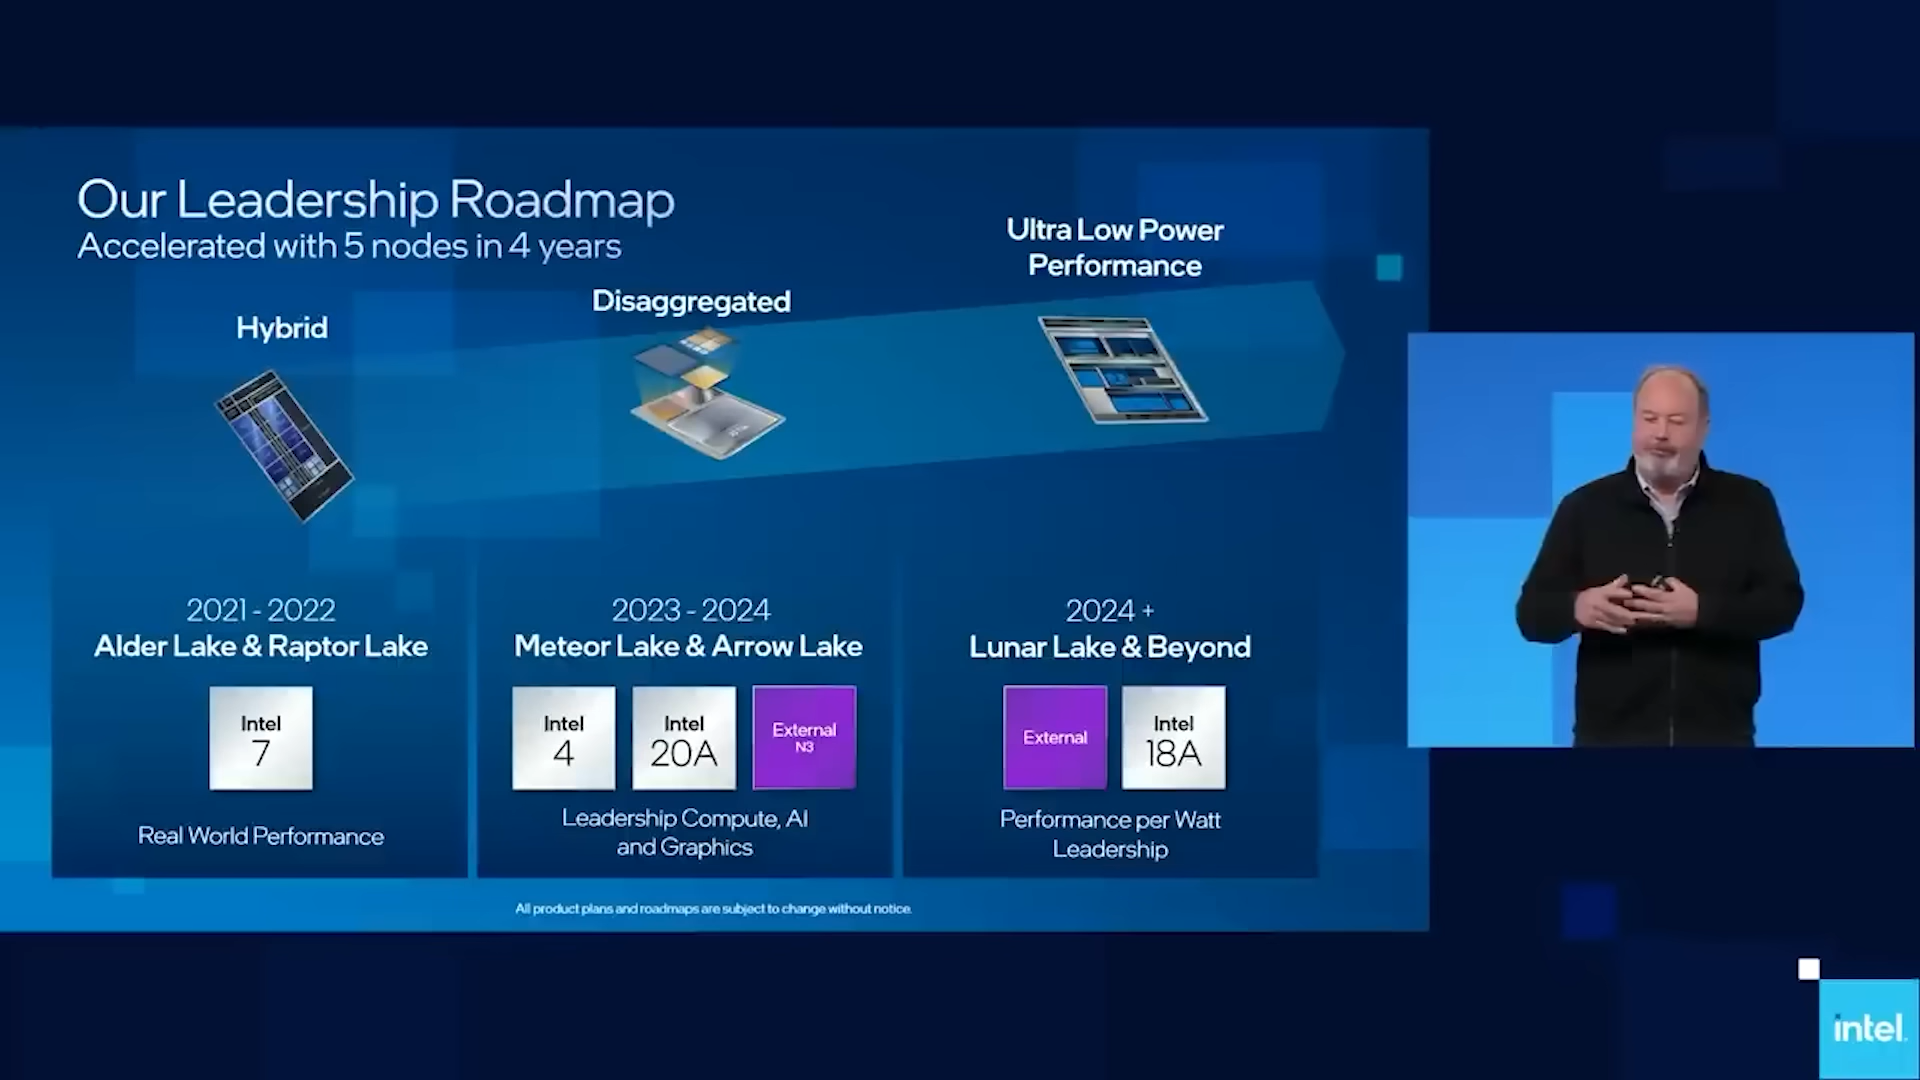 Our Leadership Roadmap
Accelerated with 5 nodes in 4 years
Hybrid
Disaggregated
Ultra Low Power
Performance
2021 - 2022
Alder Lake & Raptor Lake
Intel
7
Real World Performance
2023 - 2024
Meteor Lake & Arrow Lake
Intel
4
Intel
20A
External
N3
Leadership Compute, AI
and Graphics
2024 +
Lunar Lake & Beyond
External
Intel
18A
Performance per Watt
Leadership
All product plans and roadmaps are subject to change without notice.
intel.